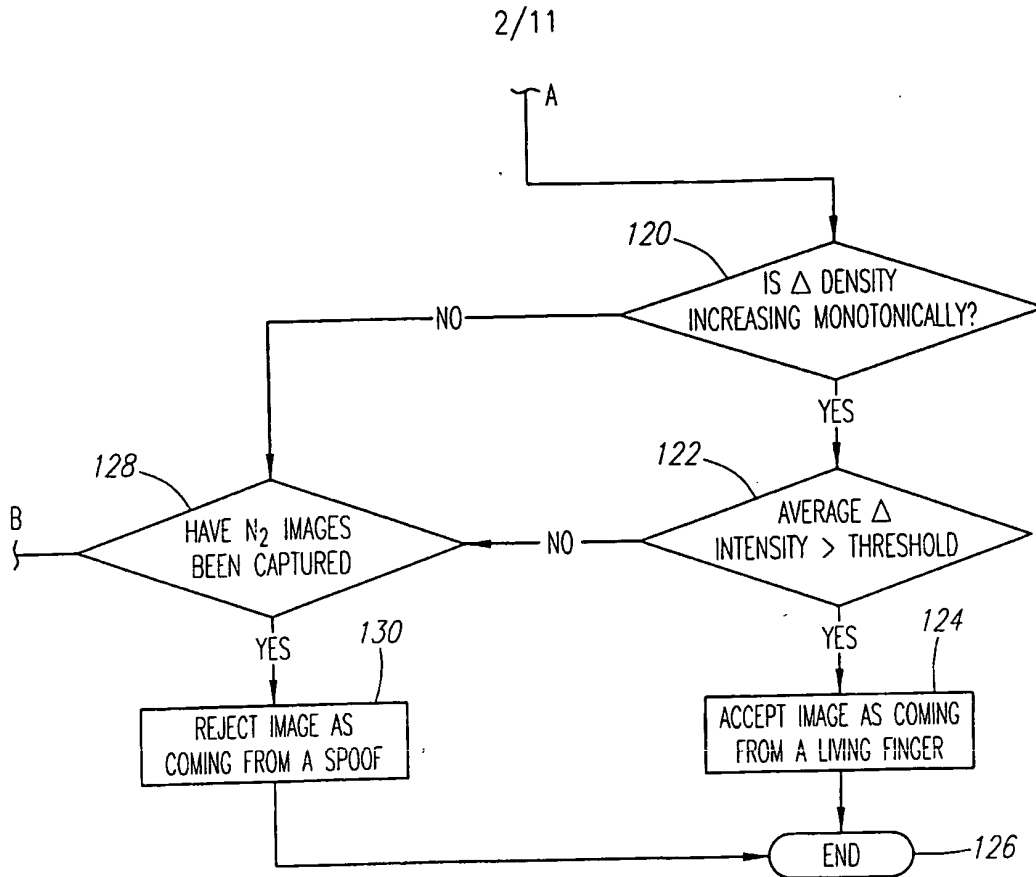 2/11
A
120
IS △ DENSITY
INCREASING MONOTONICALLY?
NO
YES
128
122
B
HAVE N₂ IMAGES
BEEN CAPTURED
NO
AVERAGE △
INTENSITY > THRESHOLD
YES
130
YES
124
REJECT IMAGE AS
COMING FROM A SPOOF
ACCEPT IMAGE AS COMING
FROM A LIVING FINGER
END
126